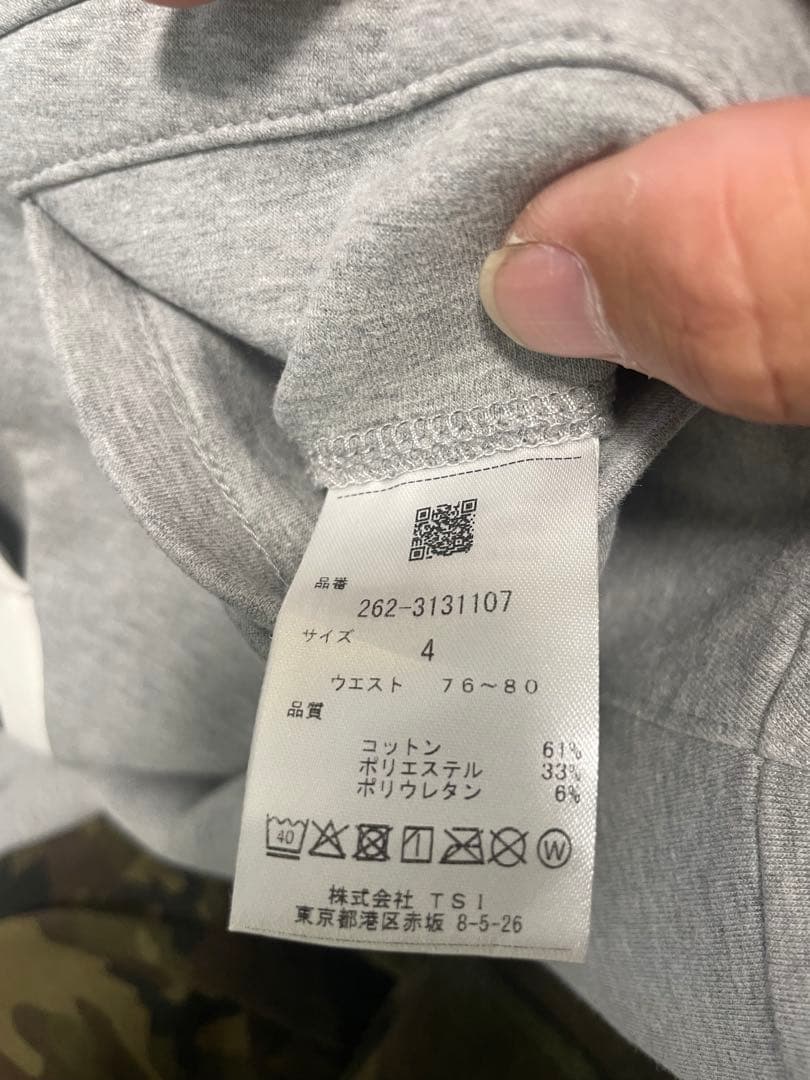 品番
262-3131107
サイズ
4
ウエスト 76～80
品質
コットン 61%
ポリエステル 33%
ポリウレタン 6%
40 W
株式会社 TSI
東京都港区赤坂 8-5-26